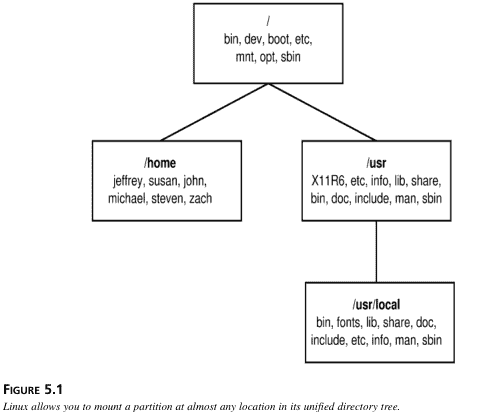 /
bin, dev, boot, etc,
mnt, opt, sbin
/home
jeffrey, susan, john,
michael, steven, zach
/usr
X11R6, etc, info, lib, share,
bin, doc, include, man, sbin
/usr/local
bin, fonts, lib, share, doc,
include, etc, info, man, sbin
FIGURE 5.1
Linux allows you to mount a partition at almost any location in its unified directory tree.